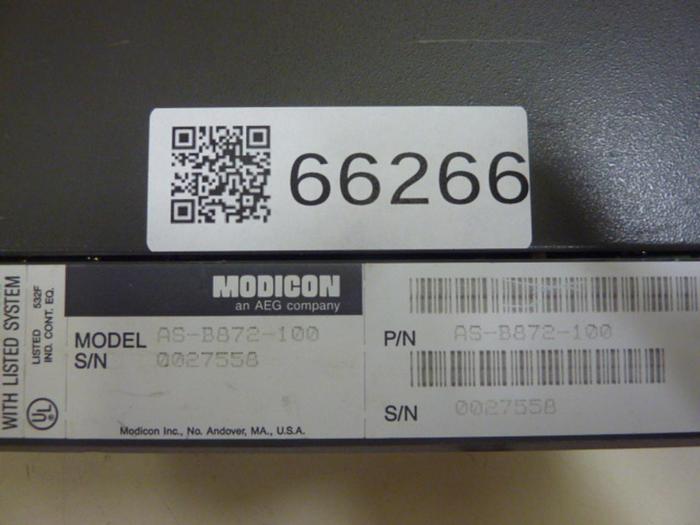 66266
WITH LISTED SYSTEM
LISTED 532F
IND. CONT. EQ.
UL
MODICON
an AEG company
MODEL AS-B872-100
S/N 0027558
Modicon Inc., No. Andover, MA., U.S.A.
P/N AS-B872-100
S/N 0027558